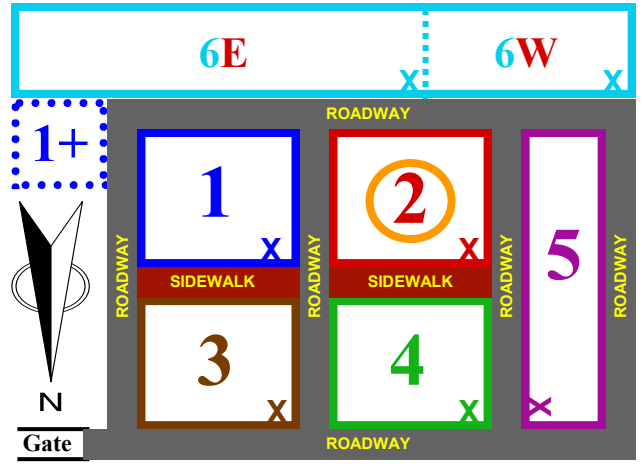 6E
6W
X
X
ROADWAY
1+
1
2
5
X
X
ROADWAY
ROADWAY
ROADWAY
ROADWAY
SIDEWALK
SIDEWALK
3
4
X
X
X
N
Gate
ROADWAY